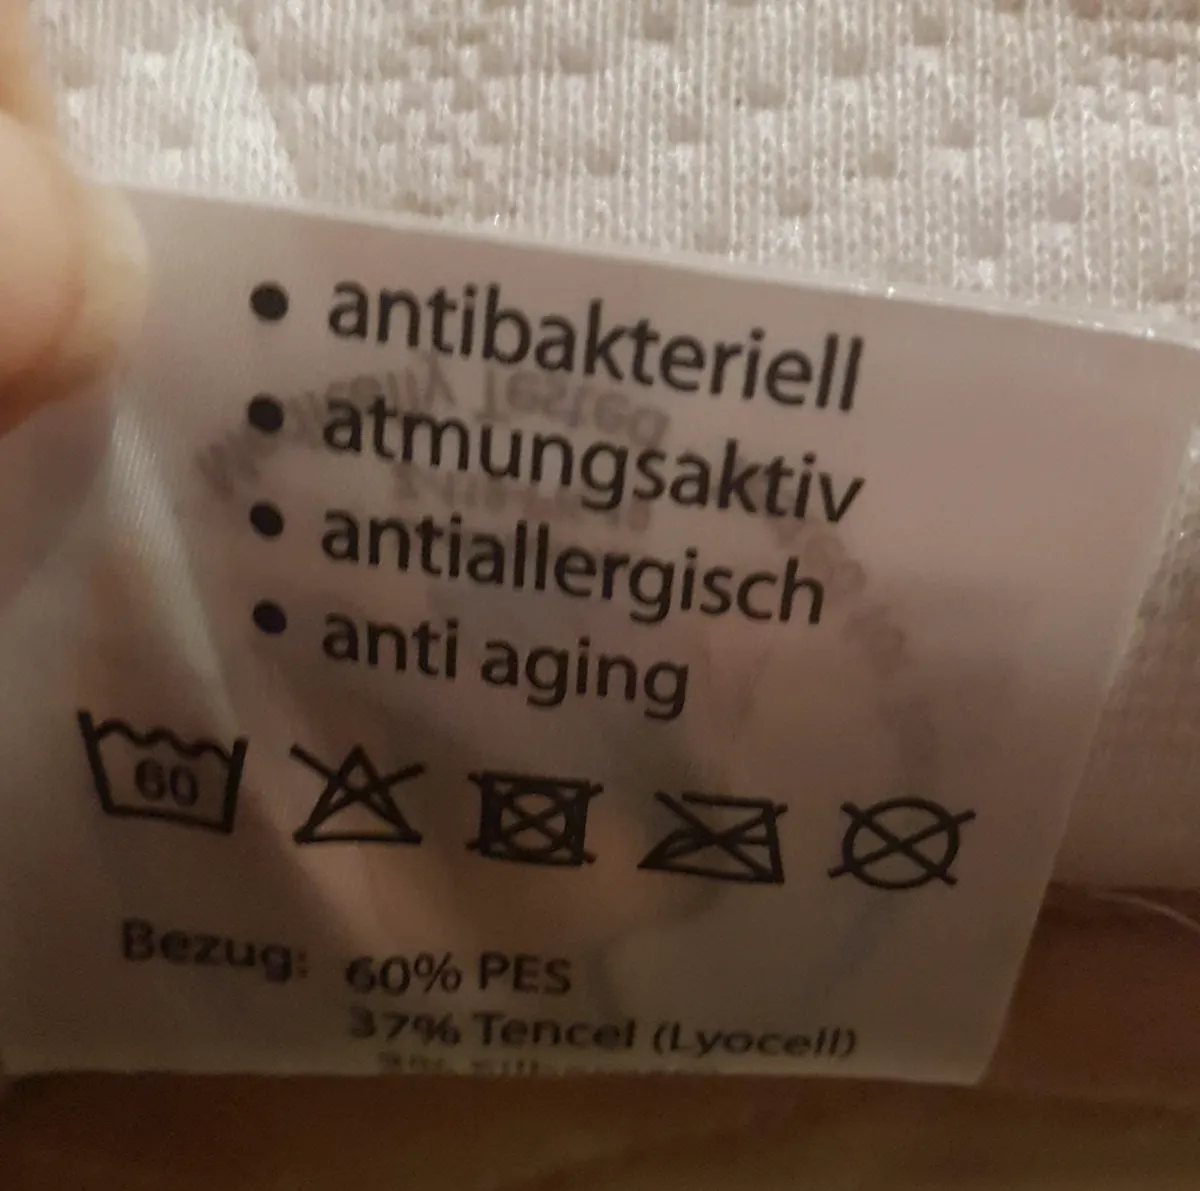 • antibakteriell
• atmungsaktiv
• antiallergisch
• anti aging
60
Bezug: 60% PES
37% Tencel (Lyocell)